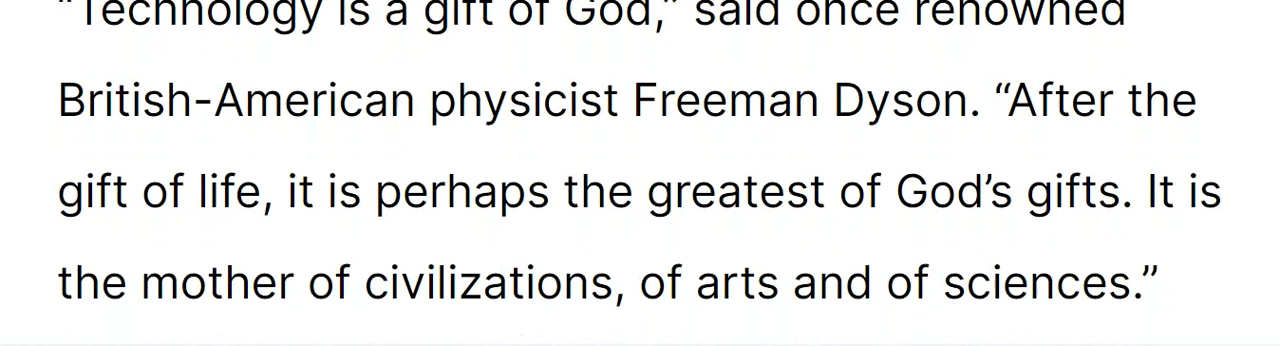 “Technology is a gift of God,” said once renowned
British-American physicist Freeman Dyson. “After the
gift of life, it is perhaps the greatest of God’s gifts. It is
the mother of civilizations, of arts and of sciences.”